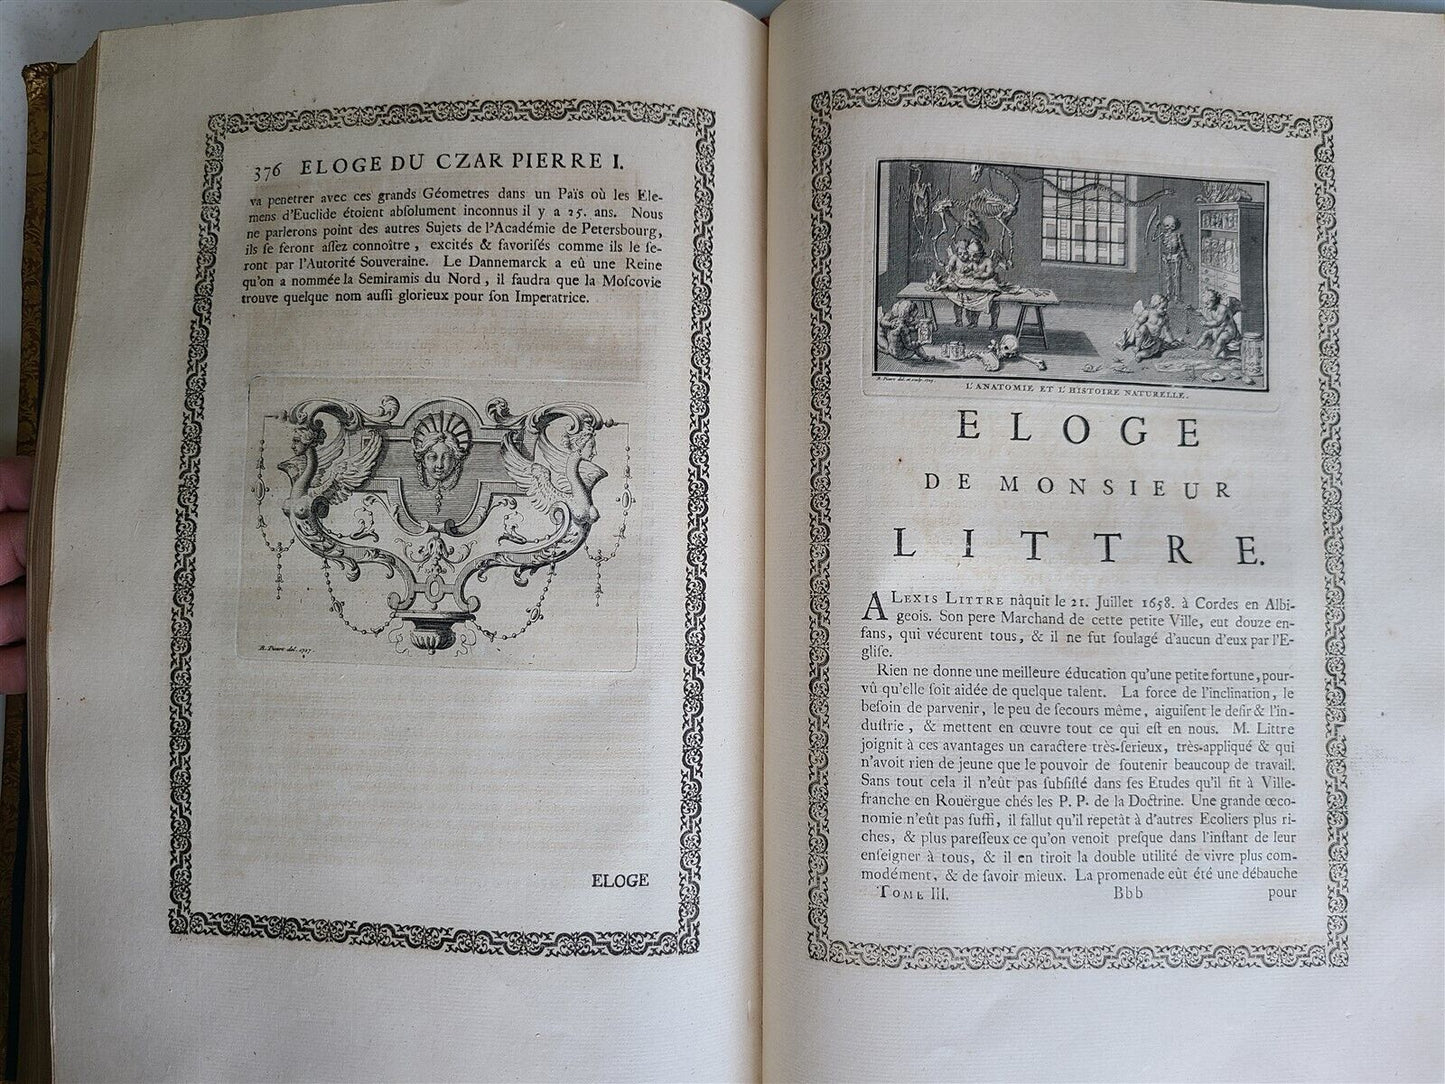 376 ELOGE DU CZAR PIERRE I.
va penetrer avec ces grands Géometres dans un Païs où les Ele-
mens d'Euclide étoient abſolument inconnus il y a 25. ans. Nous
ne parlerons point des autres Sujets de l'Académie de Petersbourg,
ils ſe feront aſſez connoître, excités & favoriſés comme ils le ſe-
ront par l'Autorité Souveraine. Le Dannemarck a eû une Reine
qu'on a nommée la Semiramis du Nord, il faudra que la Moſcovie
trouve quelque nom auſſi glorieux pour ſon Imperatrice.
B. Picart del. 1727.
ELOGE
B. Picart del. et sculp.
L'ANATOMIE ET L'HISTOIRE NATURELLE.
ELOGE
DE MONSIEUR
LITTRE.
ALEXIS LITTRE nâquit le 21. Juillet 1658. à Cordes en Albi-
geois. Son pere Marchand de cette petite Ville, eut douze en-
fans, qui vécurent tous, & il ne fut ſoulagé d'aucun d'eux par l'E-
gliſe.
Rien ne donne une meilleure éducation qu'une petite fortune, pour-
vû qu'elle ſoit aidée de quelque talent. La force de l'inclination, le
beſoin de parvenir, le peu de ſecours même, aiguiſent le deſir & l'in-
duſtrie, & mettent en œuvre tout ce qui eſt en nous. M. Littre
joignit à ces avantages un caractere très-ſerieux, très-appliqué & qui
n'avoit rien de jeune que le pouvoir de ſoutenir beaucoup de travail.
Sans tout cela il n'eût pas ſubſiſté dans ſes Etudes qu'il fit à Ville-
franche en Rouërgue chés les P. P. de la Doctrine. Une grande œco-
nomie n'eût pas ſuffi, il fallut qu'il repetât à d'autres Ecoliers plus ri-
ches, & plus pareſſeux ce qu'on venoit preſque dans l'inſtant de leur
enſeigner à tous, & il en tiroit la double utilité de vivre plus com-
modément, & de ſavoir mieux. La promenade eût été une débauche
TOME III. Bbb pour